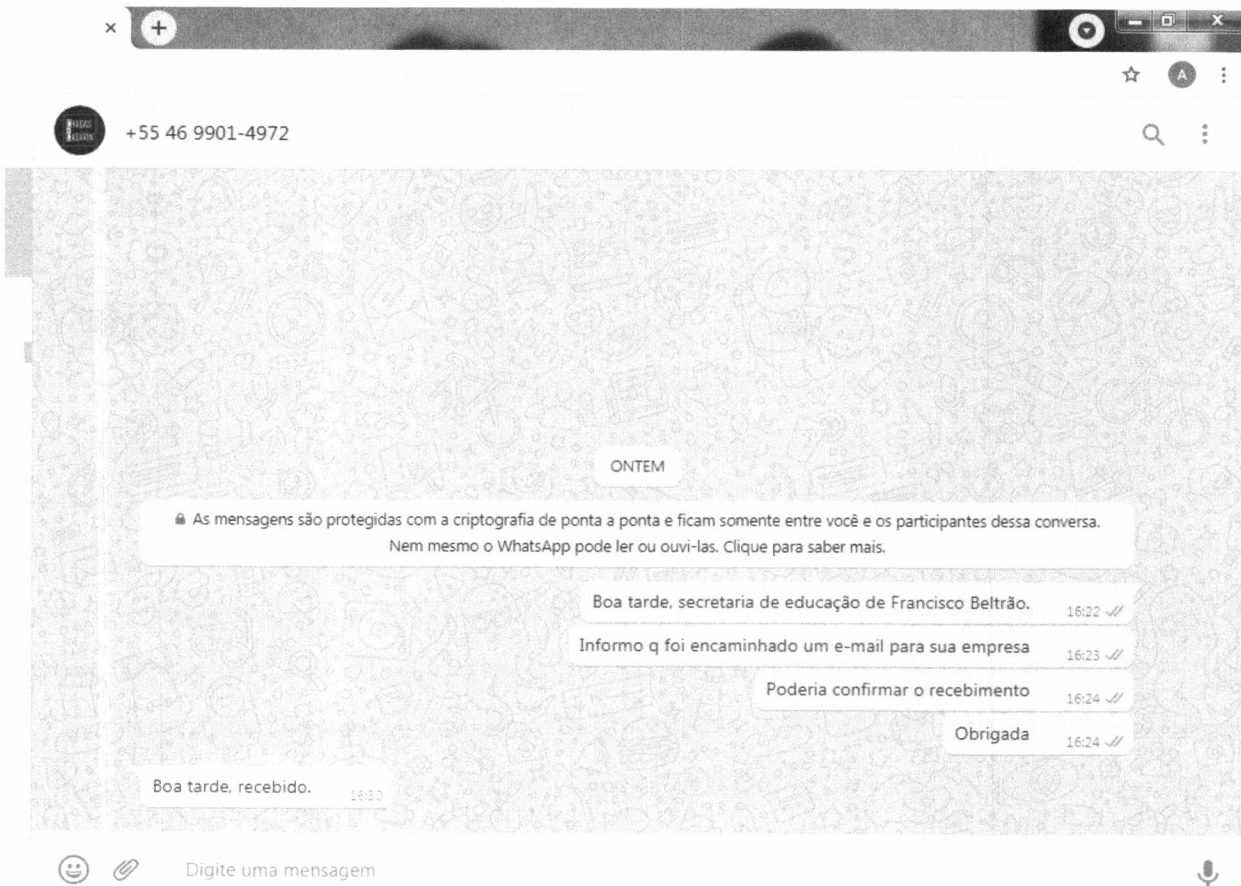 A
+55 46 9901-4972
ONTEM
As mensagens são protegidas com a criptografia de ponta a ponta e ficam somente entre você e os participantes dessa conversa.
Nem mesmo o WhatsApp pode ler ou ouvi-las. Clique para saber mais.
Boa tarde, secretaria de educação de Francisco Beltrão. 16:22
Informo q foi encaminhado um e-mail para sua empresa 16:23
Poderia confirmar o recebimento 16:24
Obrigada 16:24
Boa tarde, recebido. 16:30
Digite uma mensagem